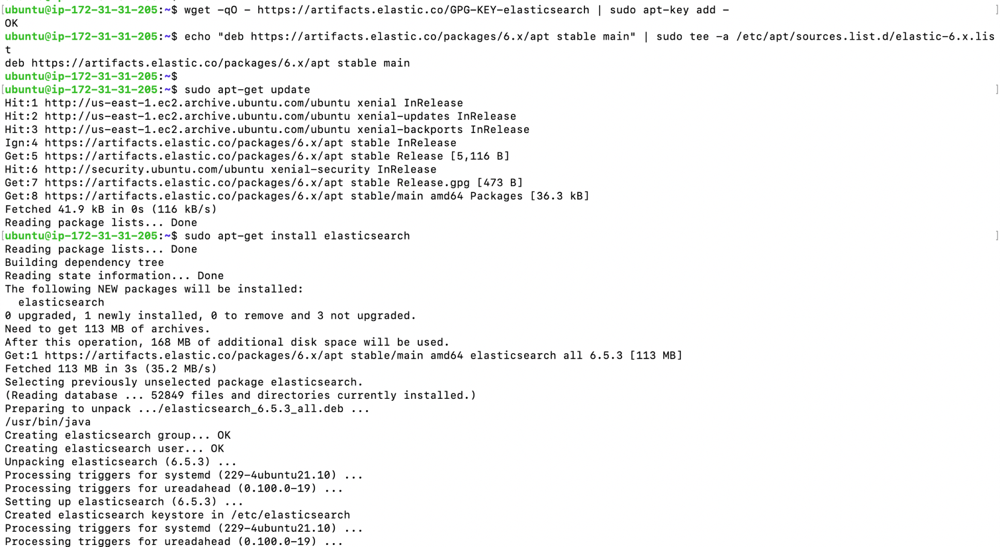 [ubuntu@ip-172-31-31-205:~$ wget -qO - https://artifacts.elastic.co/GPG-KEY-elasticsearch | sudo apt-key add - ]
OK
ubuntu@ip-172-31-31-205:~$ echo "deb https://artifacts.elastic.co/packages/6.x/apt stable main" | sudo tee -a /etc/apt/sources.list.d/elastic-6.x.lis
t
deb https://artifacts.elastic.co/packages/6.x/apt stable main
ubuntu@ip-172-31-31-205:~$
[ubuntu@ip-172-31-31-205:~$ sudo apt-get update ]
Hit:1 http://us-east-1.ec2.archive.ubuntu.com/ubuntu xenial InRelease
Hit:2 http://us-east-1.ec2.archive.ubuntu.com/ubuntu xenial-updates InRelease
Hit:3 http://us-east-1.ec2.archive.ubuntu.com/ubuntu xenial-backports InRelease
Ign:4 https://artifacts.elastic.co/packages/6.x/apt stable InRelease
Get:5 https://artifacts.elastic.co/packages/6.x/apt stable Release [5,116 B]
Hit:6 http://security.ubuntu.com/ubuntu xenial-security InRelease
Get:7 https://artifacts.elastic.co/packages/6.x/apt stable Release.gpg [473 B]
Get:8 https://artifacts.elastic.co/packages/6.x/apt stable/main amd64 Packages [36.3 kB]
Fetched 41.9 kB in 0s (116 kB/s)
Reading package lists... Done
[ubuntu@ip-172-31-31-205:~$ sudo apt-get install elasticsearch ]
Reading package lists... Done
Building dependency tree
Reading state information... Done
The following NEW packages will be installed:
  elasticsearch
0 upgraded, 1 newly installed, 0 to remove and 3 not upgraded.
Need to get 113 MB of archives.
After this operation, 168 MB of additional disk space will be used.
Get:1 https://artifacts.elastic.co/packages/6.x/apt stable/main amd64 elasticsearch all 6.5.3 [113 MB]
Fetched 113 MB in 3s (35.2 MB/s)
Selecting previously unselected package elasticsearch.
(Reading database ... 52849 files and directories currently installed.)
Preparing to unpack .../elasticsearch_6.5.3_all.deb ...
/usr/bin/java
Creating elasticsearch group... OK
Creating elasticsearch user... OK
Unpacking elasticsearch (6.5.3) ...
Processing triggers for systemd (229-4ubuntu21.10) ...
Processing triggers for ureadahead (0.100.0-19) ...
Setting up elasticsearch (6.5.3) ...
Created elasticsearch keystore in /etc/elasticsearch
Processing triggers for systemd (229-4ubuntu21.10) ...
Processing triggers for ureadahead (0.100.0-19) ...